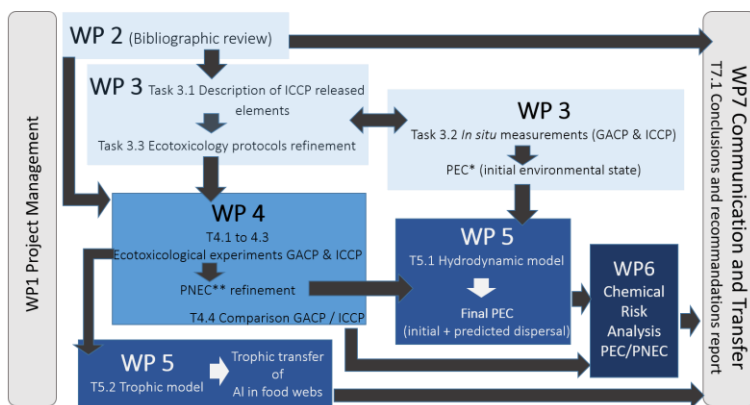 WP1 Project Management
WP 2 (Bibliographic review)
WP 3 Task 3.1 Description of ICCP released
elements
Task 3.3 Ecotoxicology protocols refinement
WP 3
Task 3.2 In situ measurements (GACP & ICCP)
PEC* (initial environmental state)
WP 4
T4.1 to 4.3
Ecotoxicological experiments GACP & ICCP
PNEC** refinement
T4.4 Comparison GACP / ICCP
WP 5
T5.1 Hydrodynamic model
Final PEC
(initial + predicted dispersal)
WP6
Chemical
Risk
Analysis
PEC/PNEC
WP 5
T5.2 Trophic model
Trophic transfer
of
Al in food webs
WP7 Communication and Transfer
T7.1 Conclusions and recommandations report